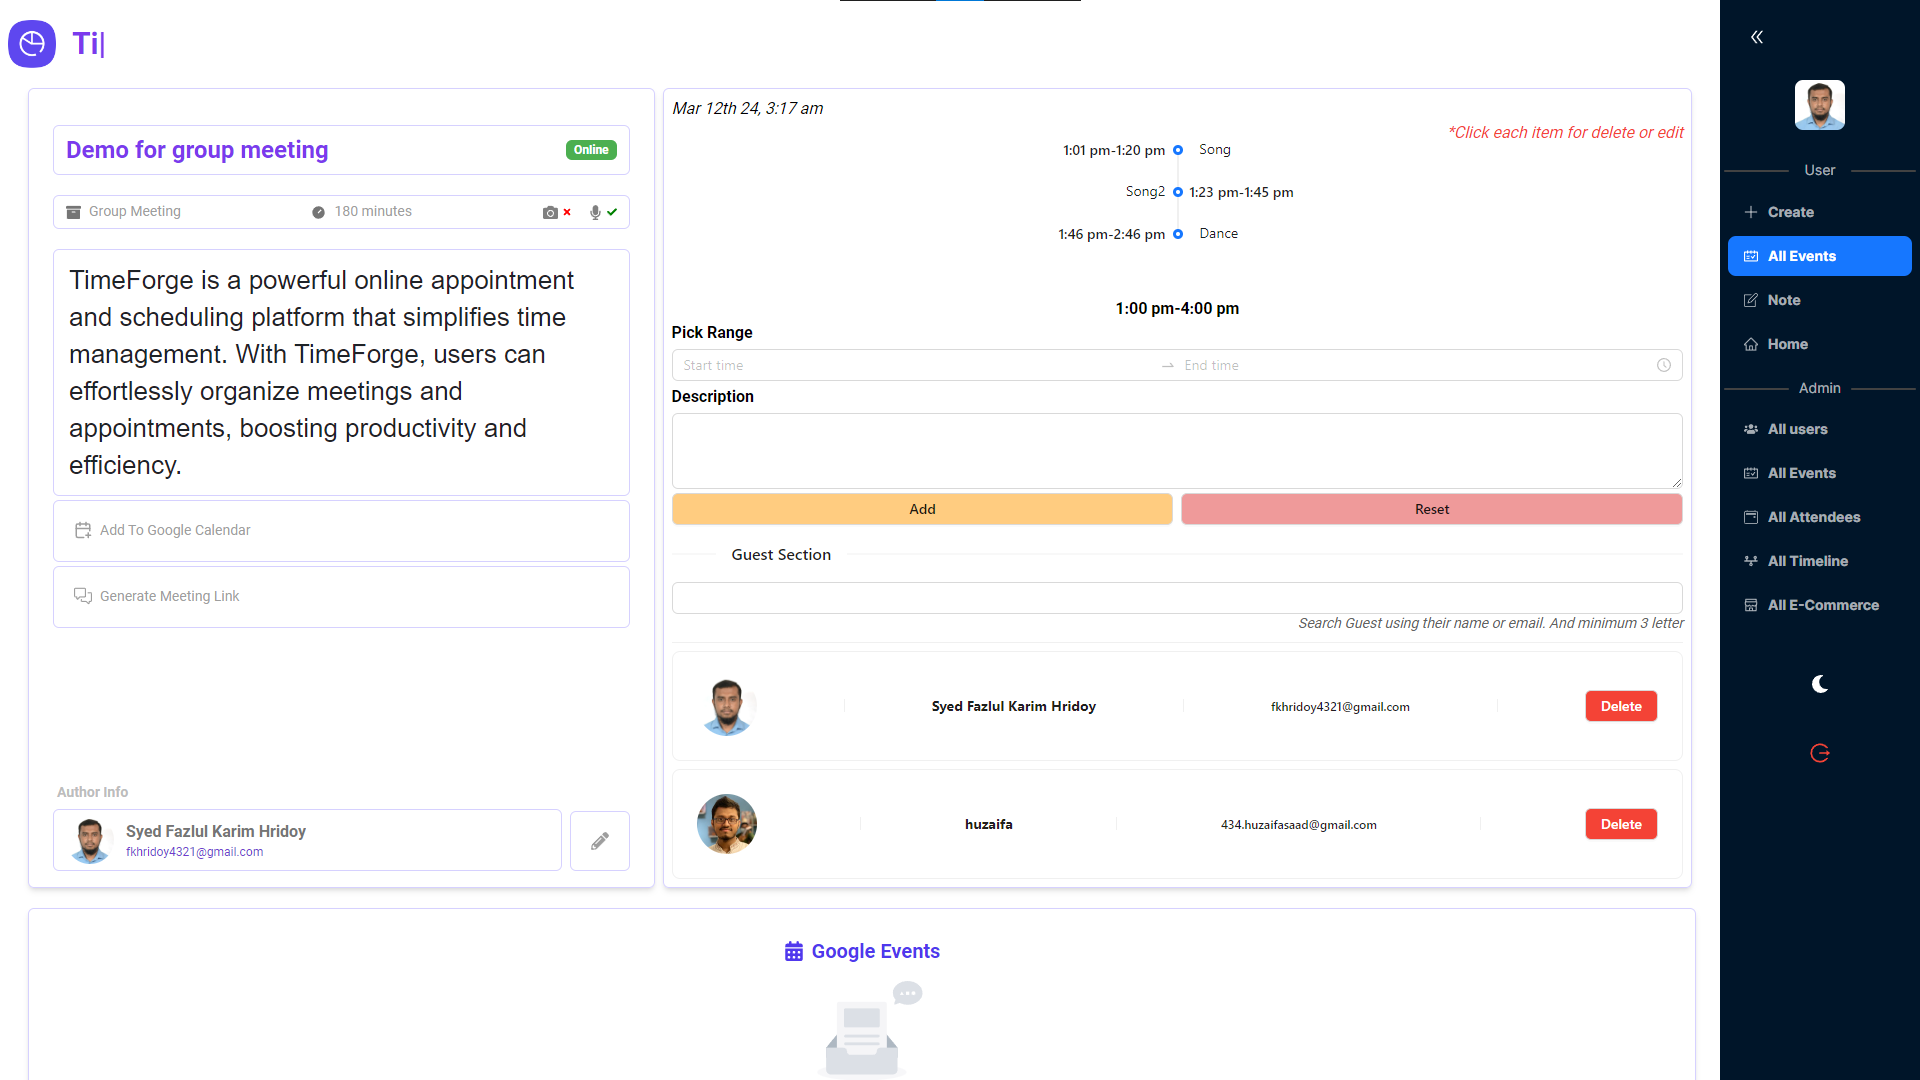 Ti|
Demo for group meeting
Online
Group Meeting
180 minutes
TimeForge is a powerful online appointment
and scheduling platform that simplifies time
management. With TimeForge, users can
effortlessly organize meetings and
appointments, boosting productivity and
efficiency.
Add To Google Calendar
Generate Meeting Link
Author Info
Syed Fazlul Karim Hridoy
fkhridoy4321@gmail.com
Mar 12th 24, 3:17 am
*Click each item for delete or edit
1:01 pm-1:20 pm Song
Song2 1:23 pm-1:45 pm
1:46 pm-2:46 pm Dance
1:00 pm-4:00 pm
Pick Range
Start time
End time
Description
Add
Reset
Guest Section
Search Guest using their name or email. And minimum 3 letter
Syed Fazlul Karim Hridoy
fkhridoy4321@gmail.com
Delete
huzaifa
434.huzaifasaad@gmail.com
Delete
Google Events
User
Create
All Events
Note
Home
Admin
All users
All Events
All Attendees
All Timeline
All E-Commerce